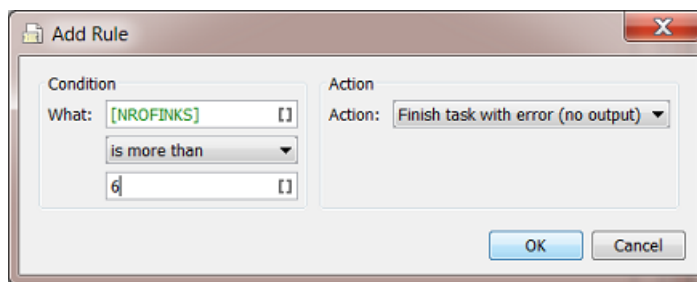 Add Rule
Condition
What: [NROFINKS] []
is more than
6 []
Action
Action: Finish task with error (no output)
OK Cancel